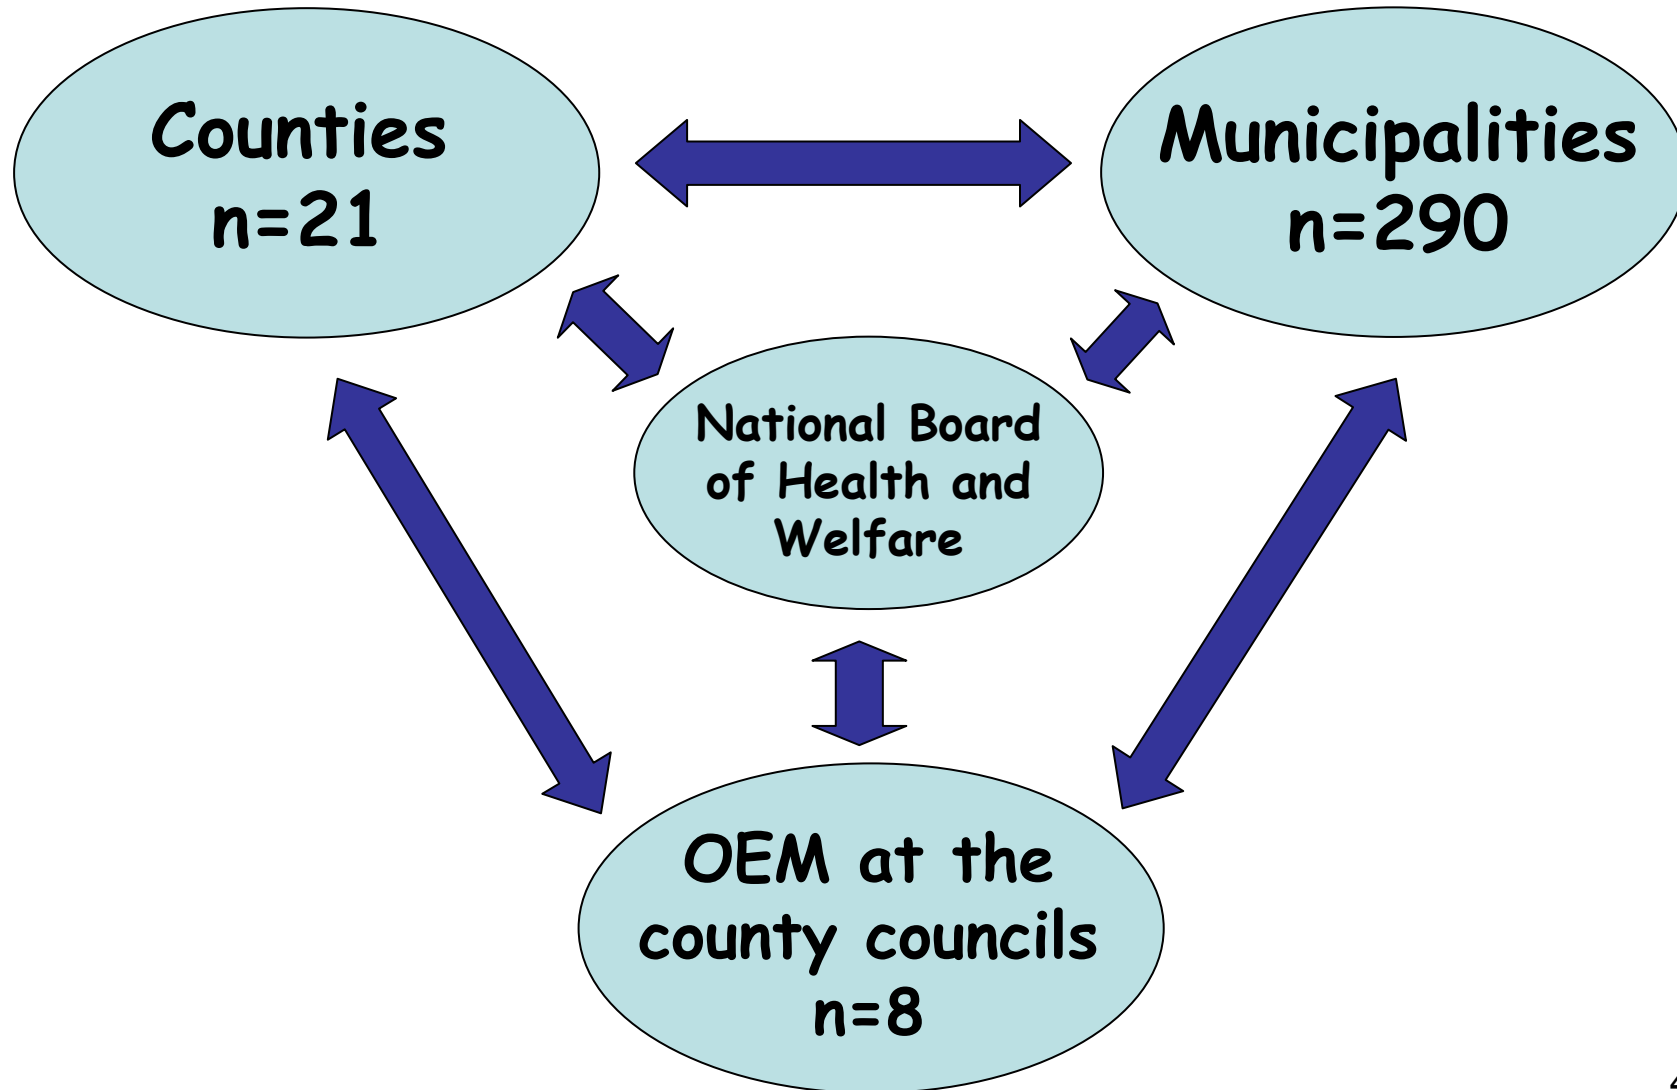 Counties
n=21
Municipalities
n=290
National Board
of Health and
Welfare
OEM at the
county councils
n=8